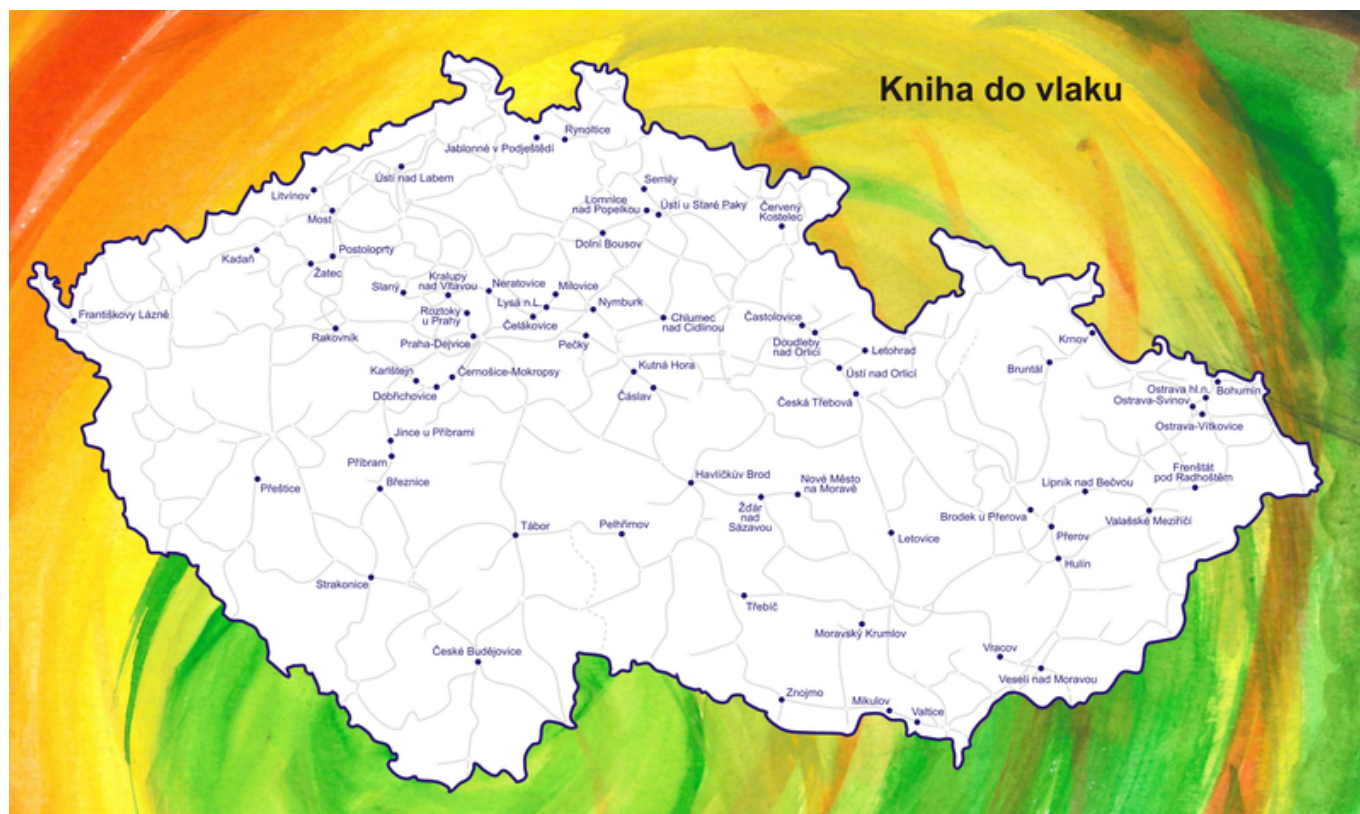 Kniha do vlaku
Rynoltice
Jablonné v Podještědí
Ústí nad Labem
Litvínov
Semily
Lomnice
nad Popelkou
Ústí u Staré Paky
Červený
Kostelec
Most
Dolní Bousov
Postoloprty
Kadaň
Žatec
Kralupy
nad Vltavou
Slaný
Neratovice
Milovice
Lysá n.L.
Nymburk
Františkovy Lázně
Roztoky
u Prahy
Čelákovice
Chlumec
nad Cidlinou
Častolovice
Rakovník
Praha-Dejvice
Pečky
Doudleby
nad Orlicí
Letohrad
Krnov
Karlštejn
Černošice-Mokropsy
Kutná Hora
Ústí nad Orlicí
Bruntál
Dobřichovice
Čáslav
Česká Třebová
Ostrava hl.n.
Bohumín
Ostrava-Svinov
Ostrava-Vítkovice
Jince u Příbrami
Příbram
Březnice
Přeštice
Havlíčkův Brod
Nové Město
na Moravě
Žďár
nad
Sázavou
Frenštát
pod Radhoštěm
Lipník nad Bečvou
Brodek u Přerova
Valašské Meziříčí
Tábor
Pelhřimov
Letovice
Přerov
Hulín
Strakonice
Třebíč
Moravský Krumlov
České Budějovice
Vracov
Veselí nad Moravou
Znojmo
Mikulov
Valtice